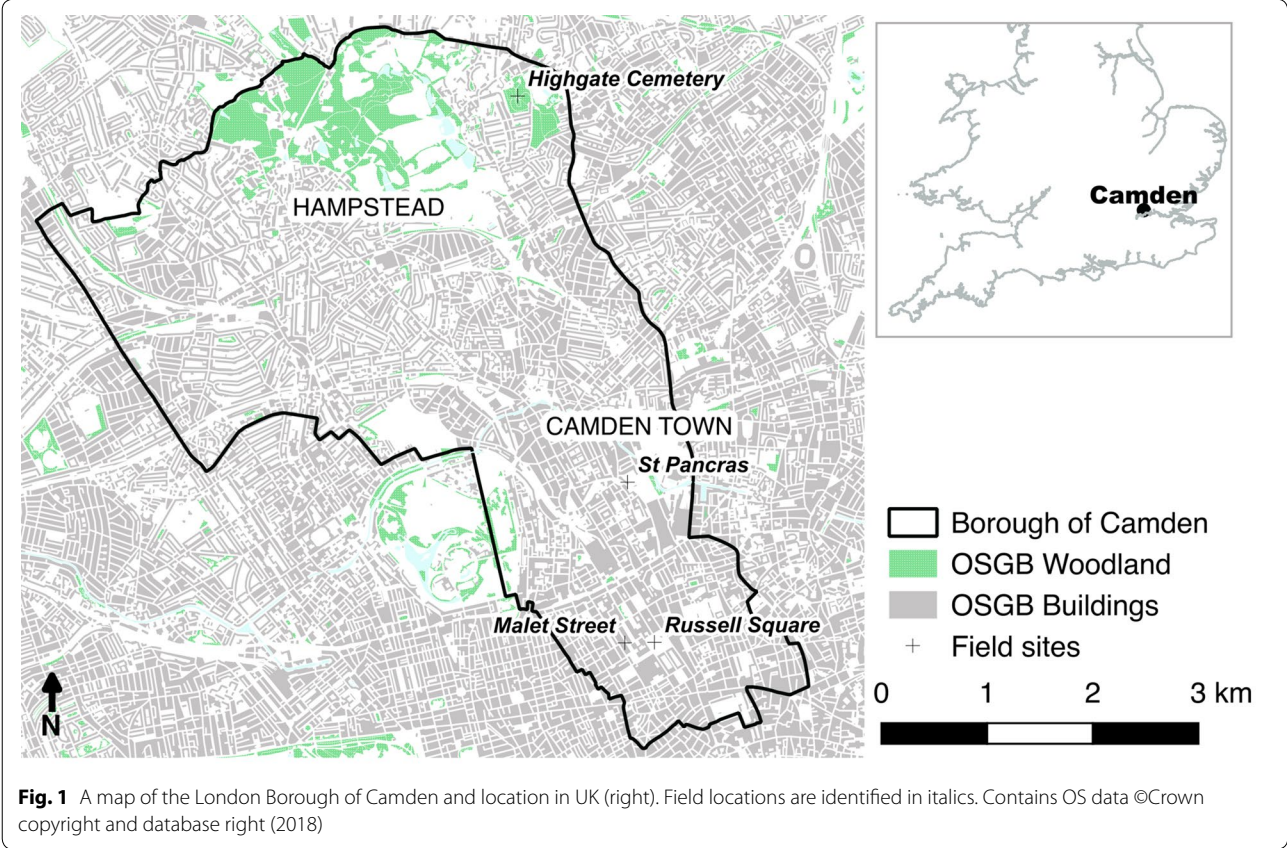 Highgate Cemetery
HAMPSTEAD
CAMDEN TOWN
St Pancras
Malet Street
Russell Square
N
Camden
Borough of Camden
OSGB Woodland
OSGB Buildings
Field sites
0 1 2 3 km
Fig. 1 A map of the London Borough of Camden and location in UK (right). Field locations are identified in italics. Contains OS data ©Crown
copyright and database right (2018)